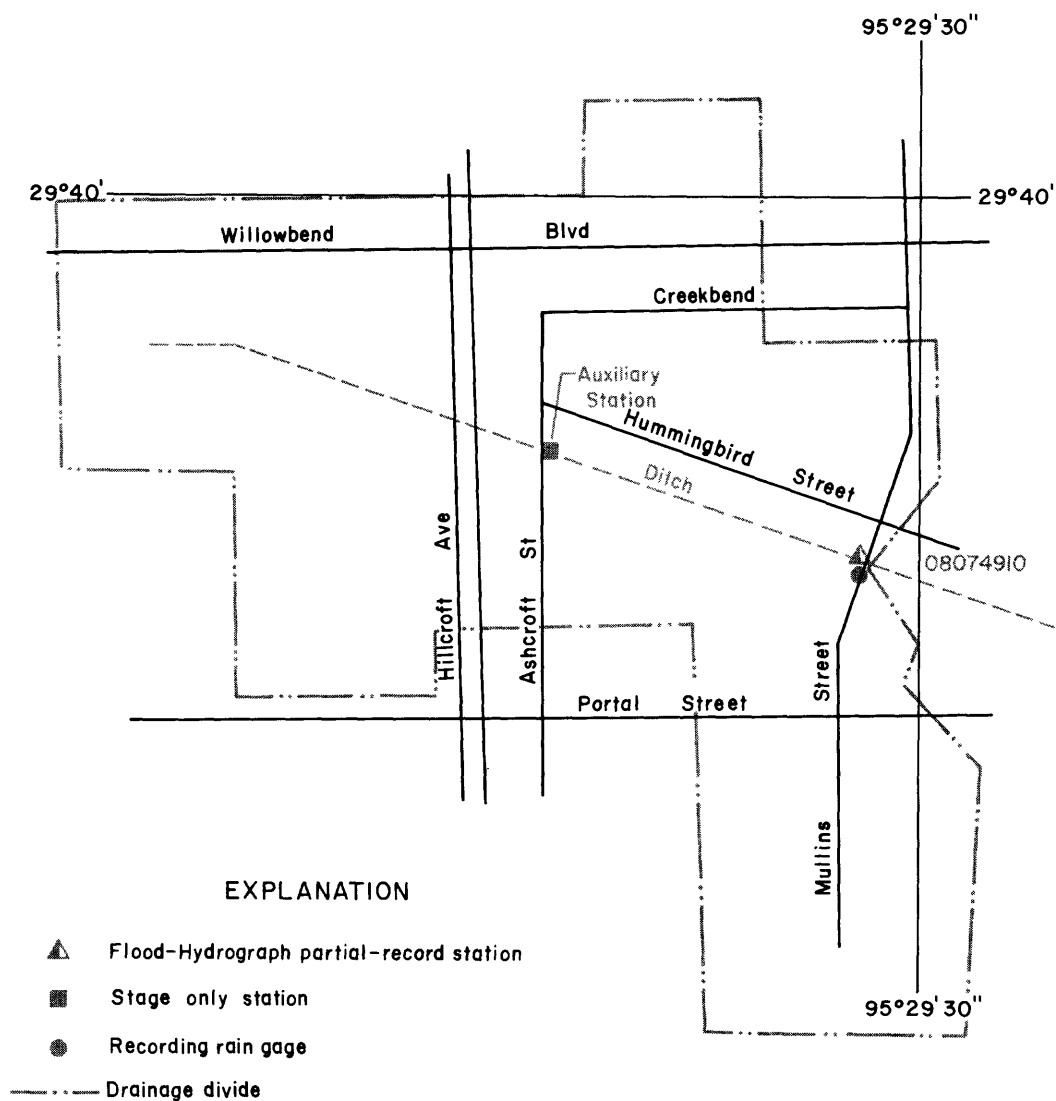 95°29'30"
29°40'
29°40'
Willowbend Blvd
Creekbend
Auxiliary
Station
Hummingbird Street
Ditch
Hillcroft Ave
Ashcroft St
08074910
Portal Street
Mullins Street
EXPLANATION
Flood-Hydrograph partial-record station
Stage only station
95°29'30"
Recording rain gage
Drainage divide